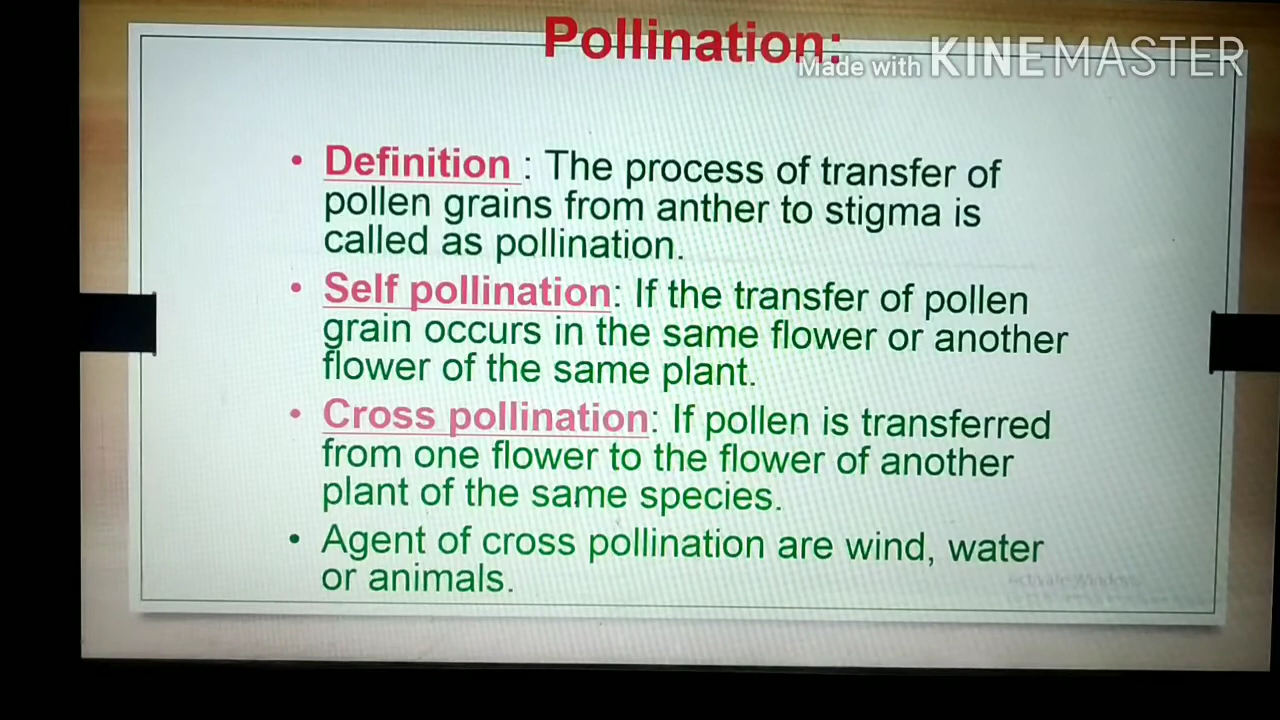 Pollination:
Made with KINEMASTER
• Definition : The process of transfer of
pollen grains from anther to stigma is
called as pollination.
• Self pollination: If the transfer of pollen
grain occurs in the same flower or another
flower of the same plant.
• Cross pollination: If pollen is transferred
from one flower to the flower of another
plant of the same species.
• Agent of cross pollination are wind, water
or animals.
Activate Windows